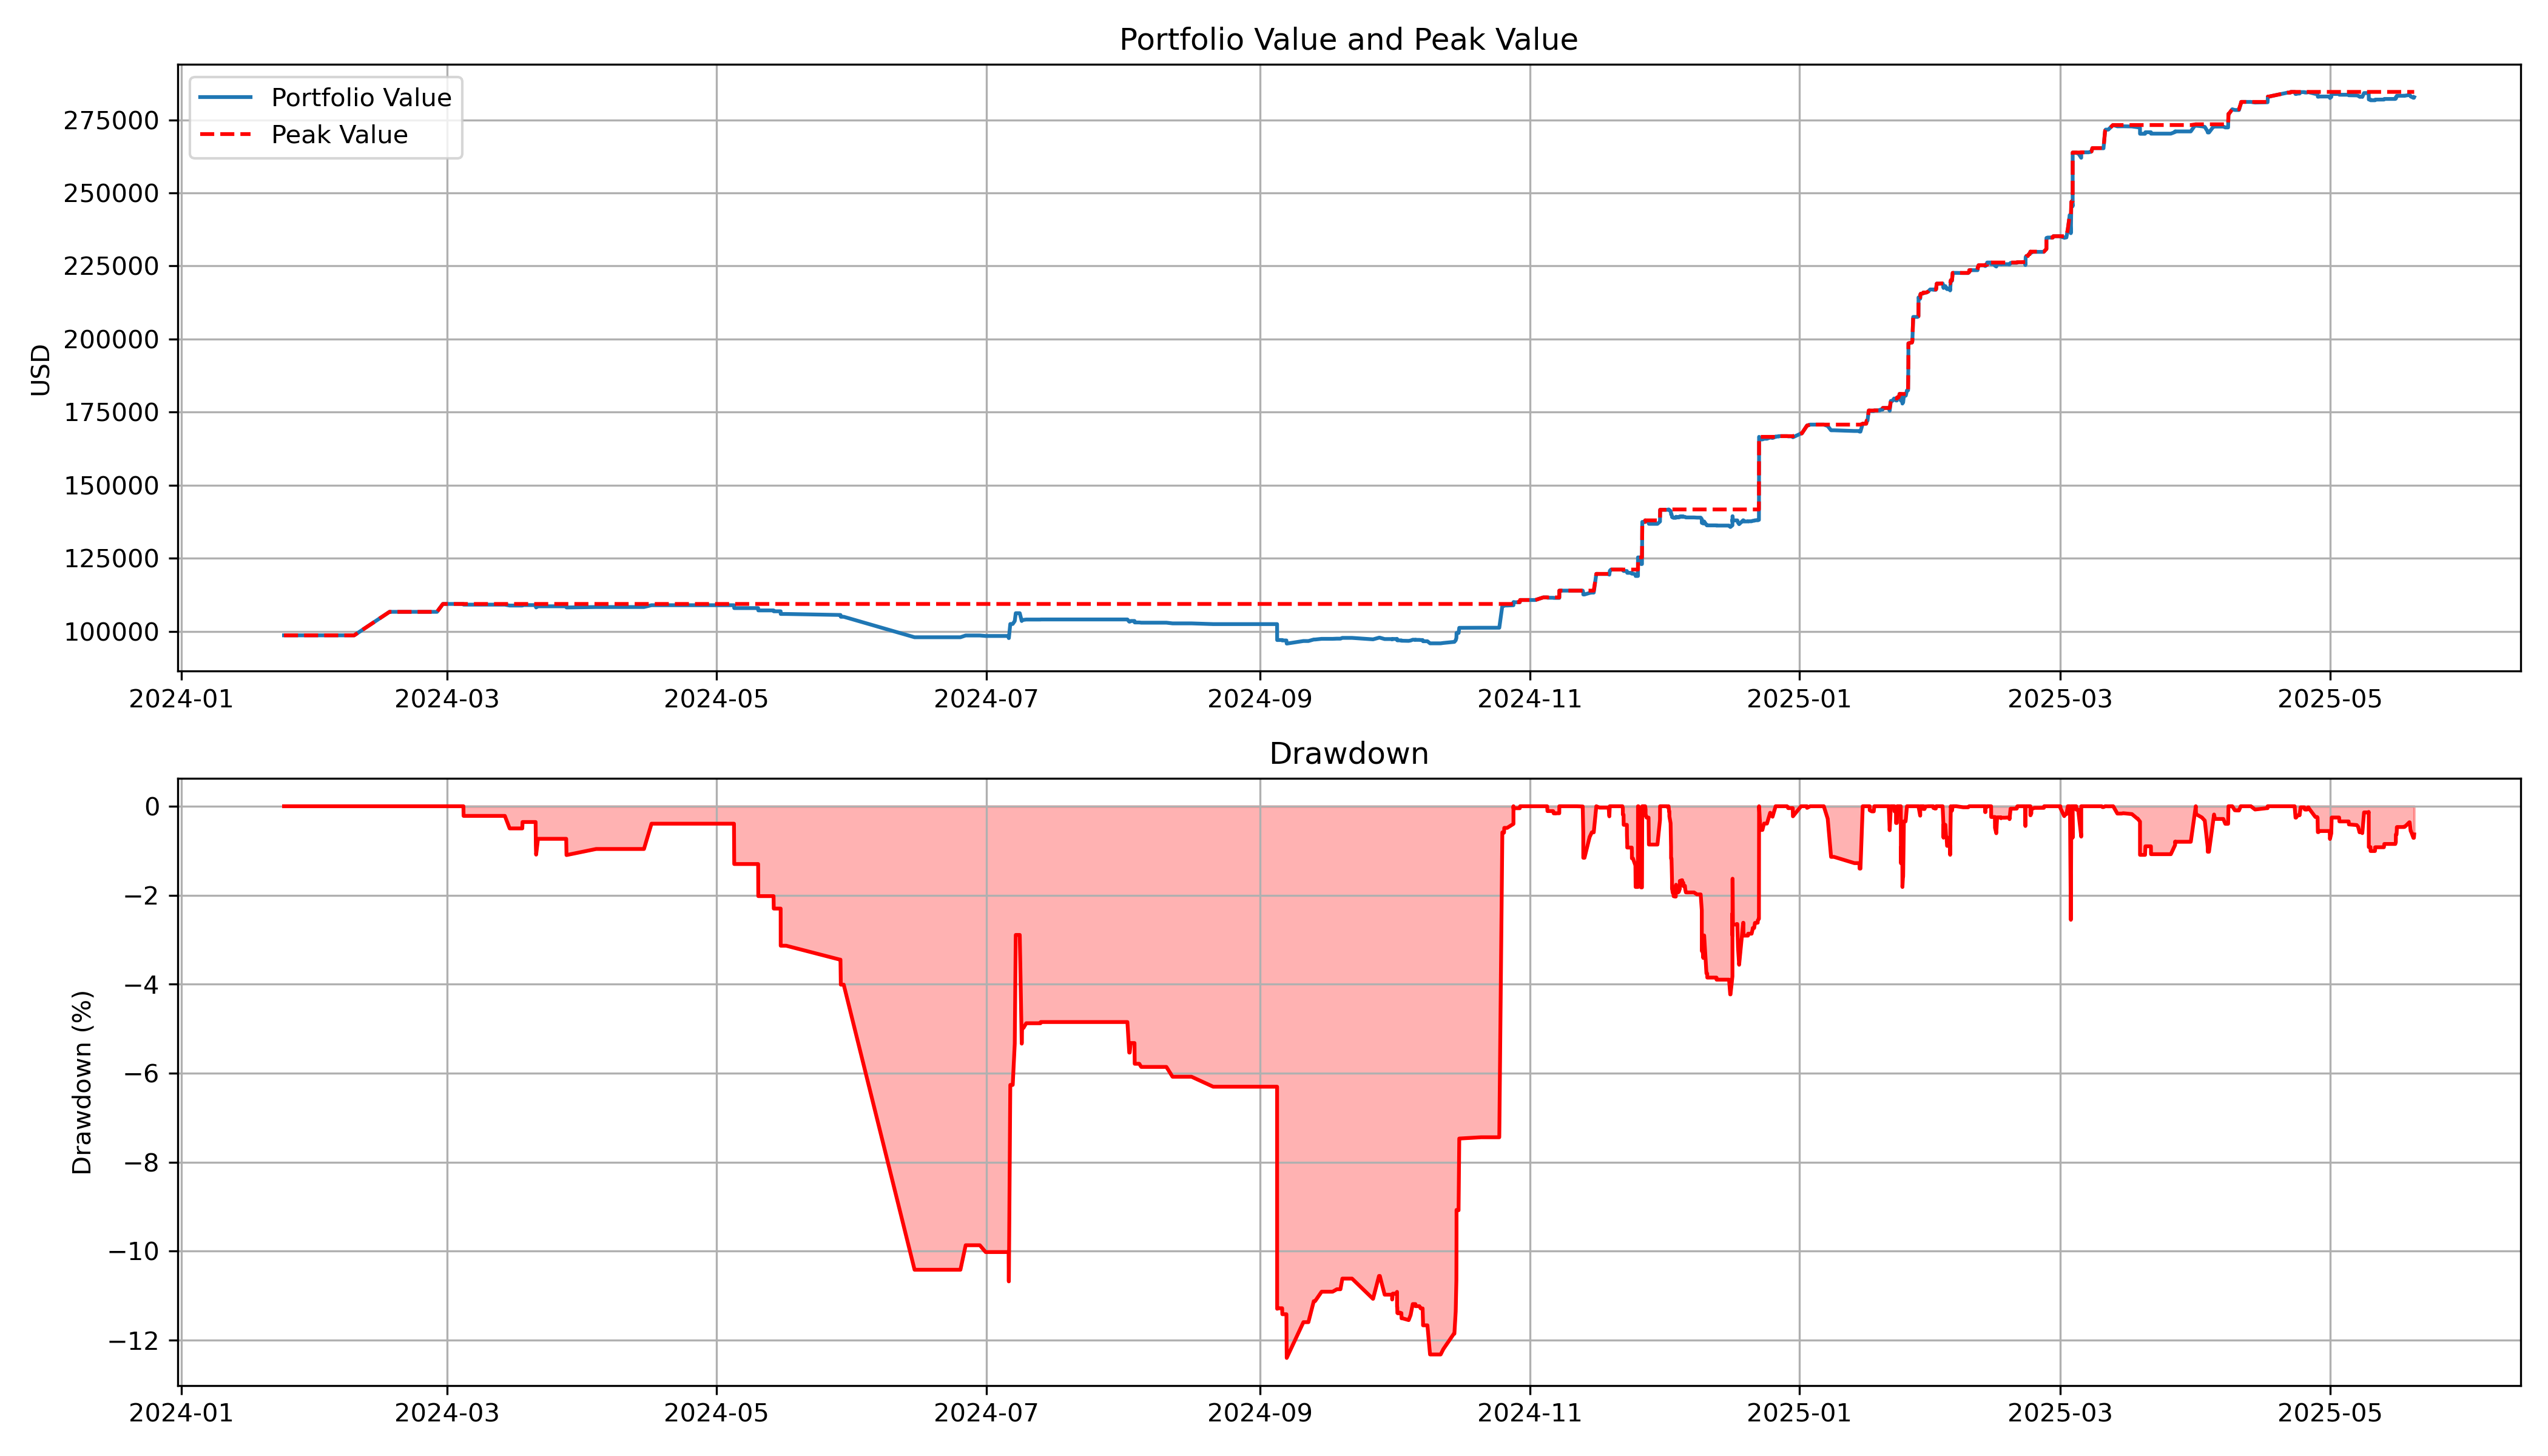 Portfolio Value and Peak Value
Portfolio Value
Peak Value
USD
275000
250000
225000
200000
175000
150000
125000
100000
2024-01 2024-03 2024-05 2024-07 2024-09 2024-11 2025-01 2025-03 2025-05
Drawdown
Drawdown (%)
0
−2
−4
−6
−8
−10
−12
2024-01 2024-03 2024-05 2024-07 2024-09 2024-11 2025-01 2025-03 2025-05